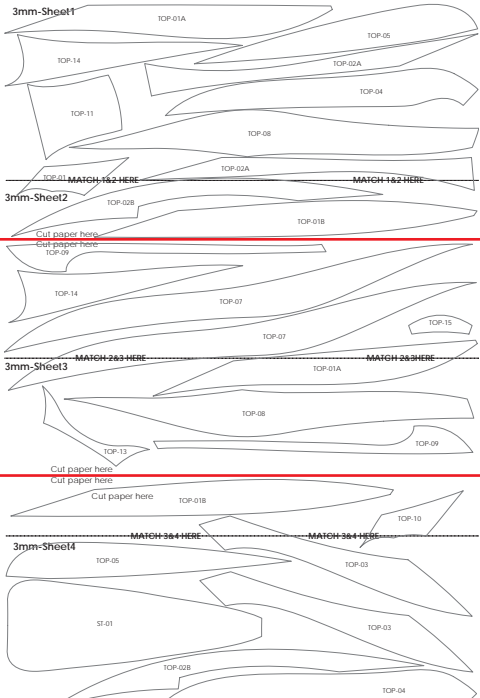 3mm-Sheet1
TOP-01A
TOP-05
TOP-14
TOP-02A
TOP-04
TOP-11
TOP-08
TOP-02A
TOP-01
MATCH 1&2 HERE
MATCH 1&2 HERE
3mm-Sheet2
TOP-02B
TOP-01B
Cut paper here
Cut paper here
TOP-09
TOP-14
TOP-07
TOP-15
TOP-07
MATCH 2&3 HERE
MATCH 2&3HERE
3mm-Sheet3
TOP-01A
TOP-08
TOP-09
TOP-13
Cut paper here
Cut paper here
Cut paper here
TOP-01B
TOP-10
MATCH 3&4 HERE
MATCH 3&4 HERE
3mm-Sheet4
TOP-05
TOP-03
ST-01
TOP-03
TOP-02B
TOP-04